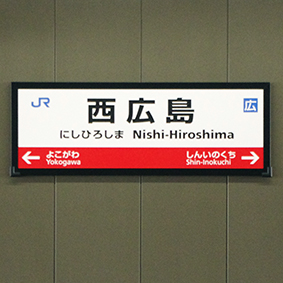 JR
西広島
広
にしひろしま Nishi-Hiroshima
よこがわ
Yokogawa
しんいのくち
Shin-inokuchi